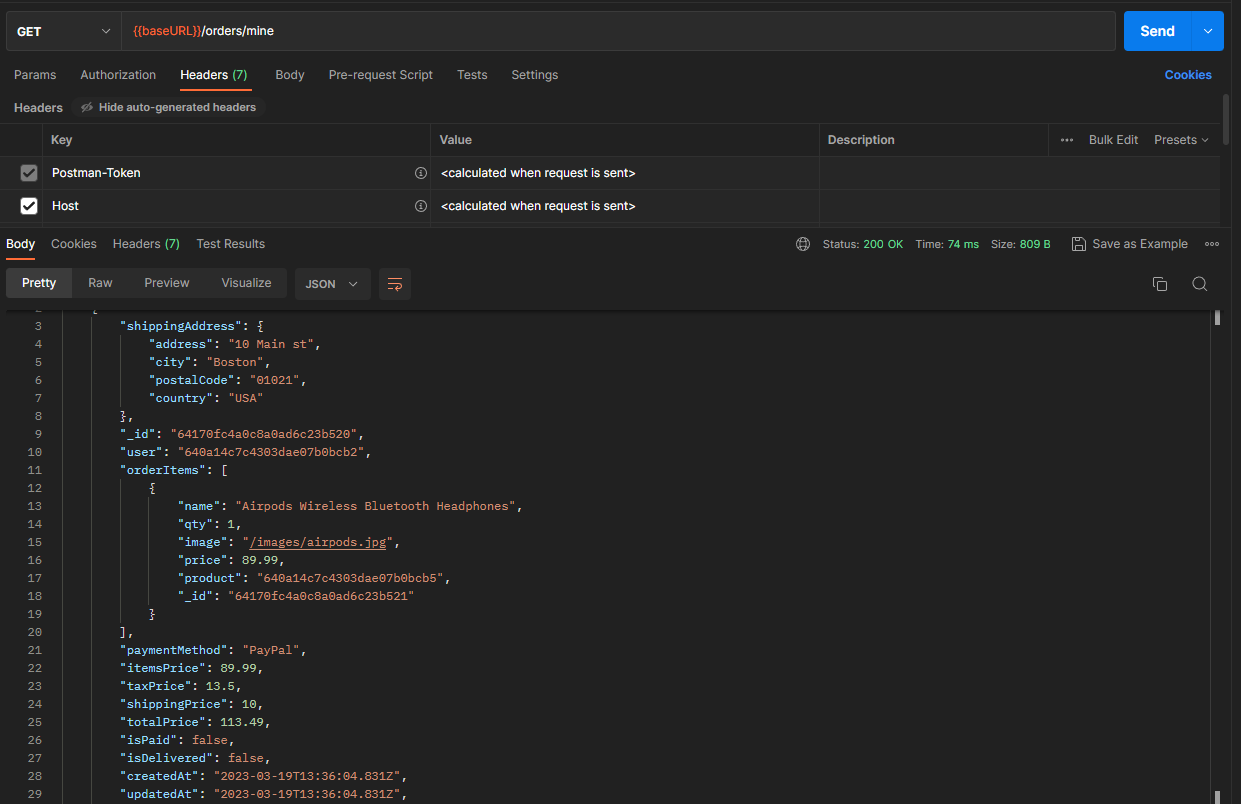 GET {{baseURL}}/orders/mine Send
Params Authorization Headers (7) Body Pre-request Script Tests Settings Cookies
Headers Hide auto-generated headers
Key Value Description ••• Bulk Edit Presets
Postman-Token <calculated when request is sent>
Host <calculated when request is sent>
Body Cookies Headers (7) Test Results Status: 200 OK Time: 74 ms Size: 809 B Save as Example •••
Pretty Raw Preview Visualize JSON
2 {
3 "shippingAddress": {
4 "address": "10 Main st",
5 "city": "Boston",
6 "postalCode": "01021",
7 "country": "USA"
8 },
9 "_id": "64170fc4a0c8a0ad6c23b520",
10 "user": "640a14c7c4303dae07b0bcb2",
11 "orderItems": [
12 {
13 "name": "Airpods Wireless Bluetooth Headphones",
14 "qty": 1,
15 "image": "/images/airpods.jpg",
16 "price": 89.99,
17 "product": "640a14c7c4303dae07b0bcb5",
18 "_id": "64170fc4a0c8a0ad6c23b521"
19 }
20 ],
21 "paymentMethod": "PayPal",
22 "itemsPrice": 89.99,
23 "taxPrice": 13.5,
24 "shippingPrice": 10,
25 "totalPrice": 113.49,
26 "isPaid": false,
27 "isDelivered": false,
28 "createdAt": "2023-03-19T13:36:04.831Z",
29 "updatedAt": "2023-03-19T13:36:04.831Z",